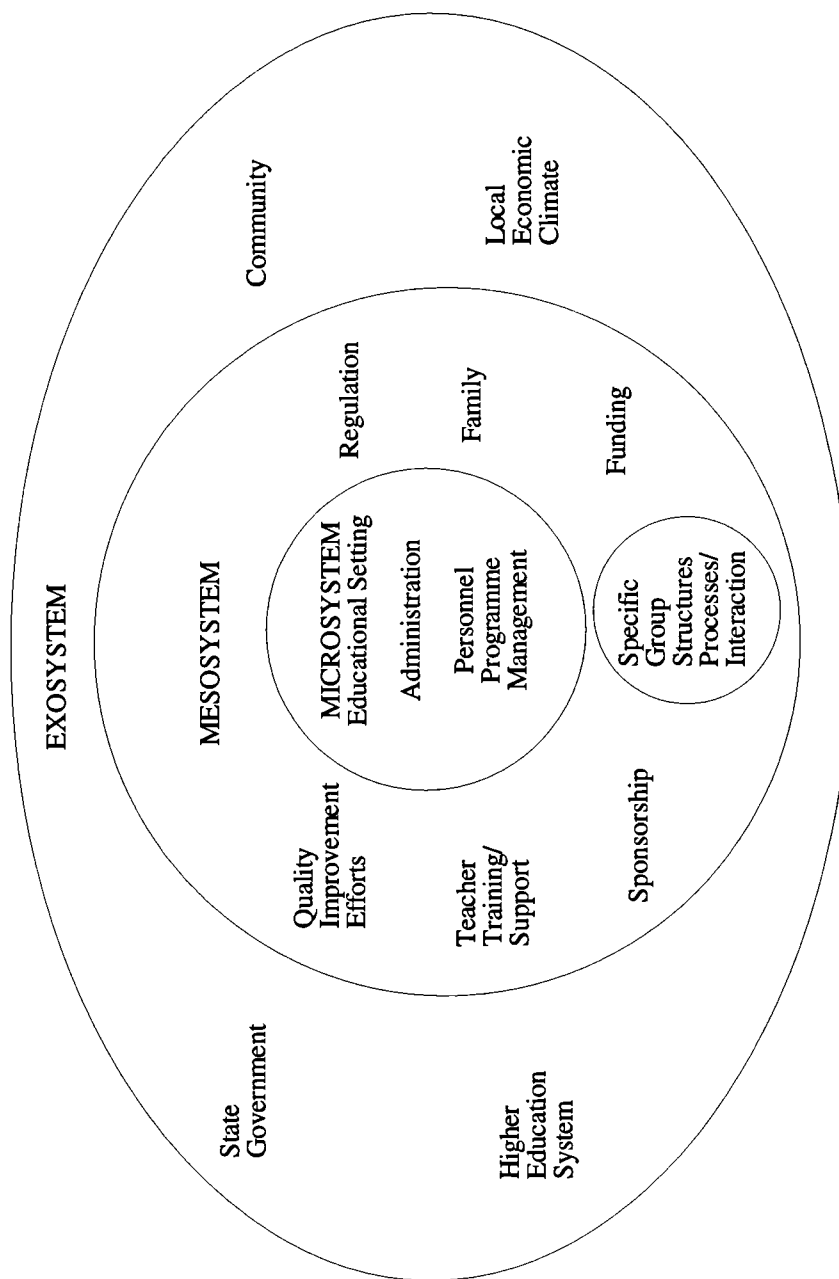 EXOSYSTEM
MESOSYSTEM
State
Government
Quality
Improvement
Efforts
MICROSYSTEM
Educational Setting
Administration
Personnel
Programme
Management
Regulation
Community
Higher
Education
System
Teacher
Training/
Support
Family
Local
Economic
Climate
Sponsorship
Specific
Group
Structures
Processes/
Interaction
Funding